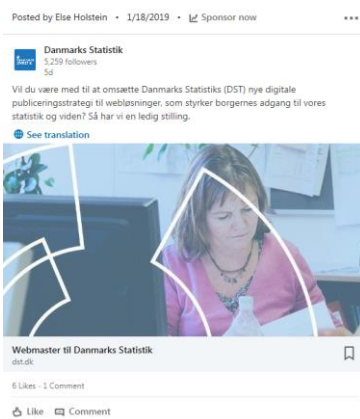 Posted by Else Holstein • 1/18/2019 • Sponsor now
Danmarks Statistik
5,259 followers
5d
Vil du være med til at omsætte Danmarks Statistiks (DST) nye digitale
publiceringsstrategi til webløsninger, som styrker borgernes adgang til vores
statistik og viden? Så har vi en ledig stilling.
See translation
Webmaster til Danmarks Statistik
dst.dk
6 Likes · 1 Comment
Like Comment